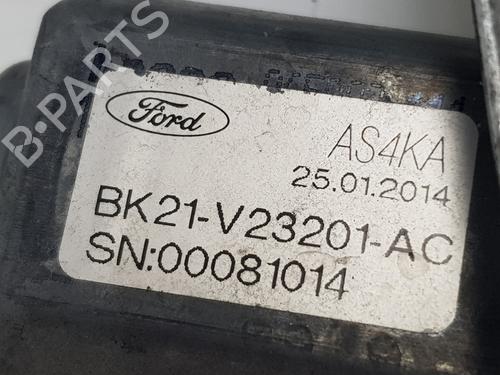 B-PARTS
Ford
AS4KA
25.01.2014
BK21-V23201-AC
SN:00081014